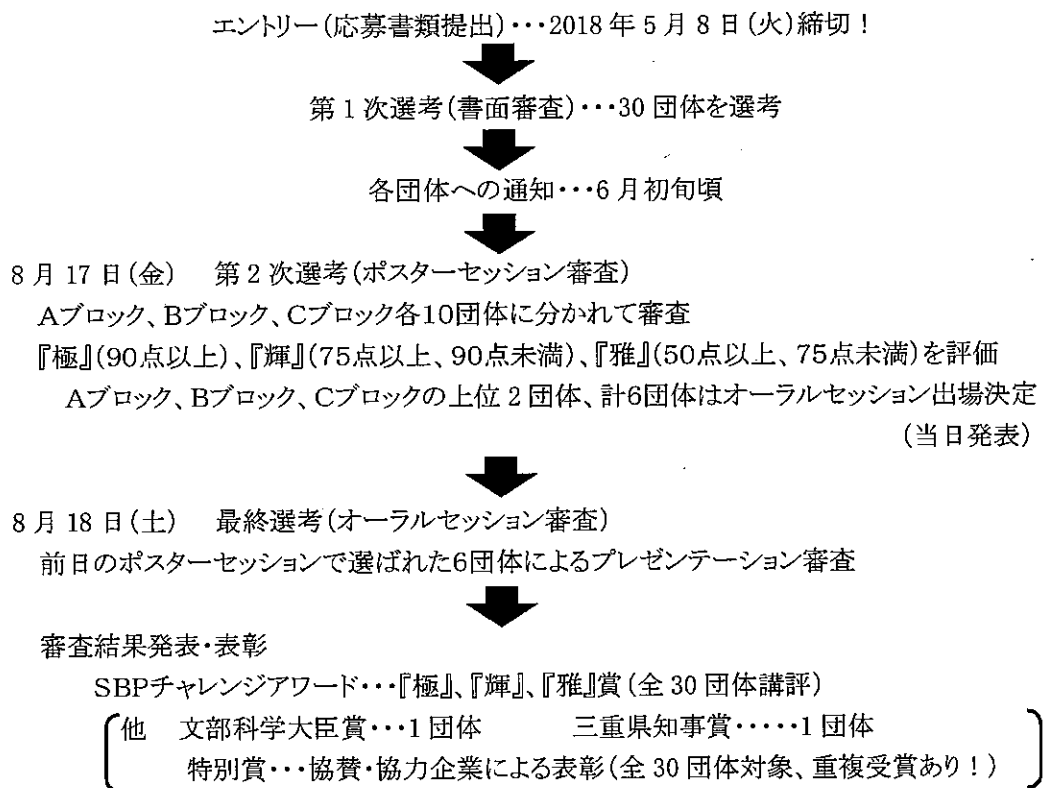 エントリー(応募書類提出)・・・2018年5月8日(火)締切！
第1次選考(書面審査)・・・30団体を選考
各団体への通知・・・6月初旬頃
8月17日(金)　第2次選考(ポスターセッション審査)
Aブロック、Bブロック、Cブロック各10団体に分かれて審査
『極』(90点以上)、『輝』(75点以上、90点未満)、『雅』(50点以上、75点未満)を評価
Aブロック、Bブロック、Cブロックの上位2団体、計6団体はオーラルセッション出場決定
(当日発表)
8月18日(土)　最終選考(オーラルセッション審査)
前日のポスターセッションで選ばれた6団体によるプレゼンテーション審査
審査結果発表・表彰
SBPチャレンジアワード・・・『極』、『輝』、『雅』賞(全30団体講評)
他　文部科学大臣賞・・・1団体　　三重県知事賞・・・・・1団体
特別賞・・・協賛・協力企業による表彰(全30団体対象、重複受賞あり！)